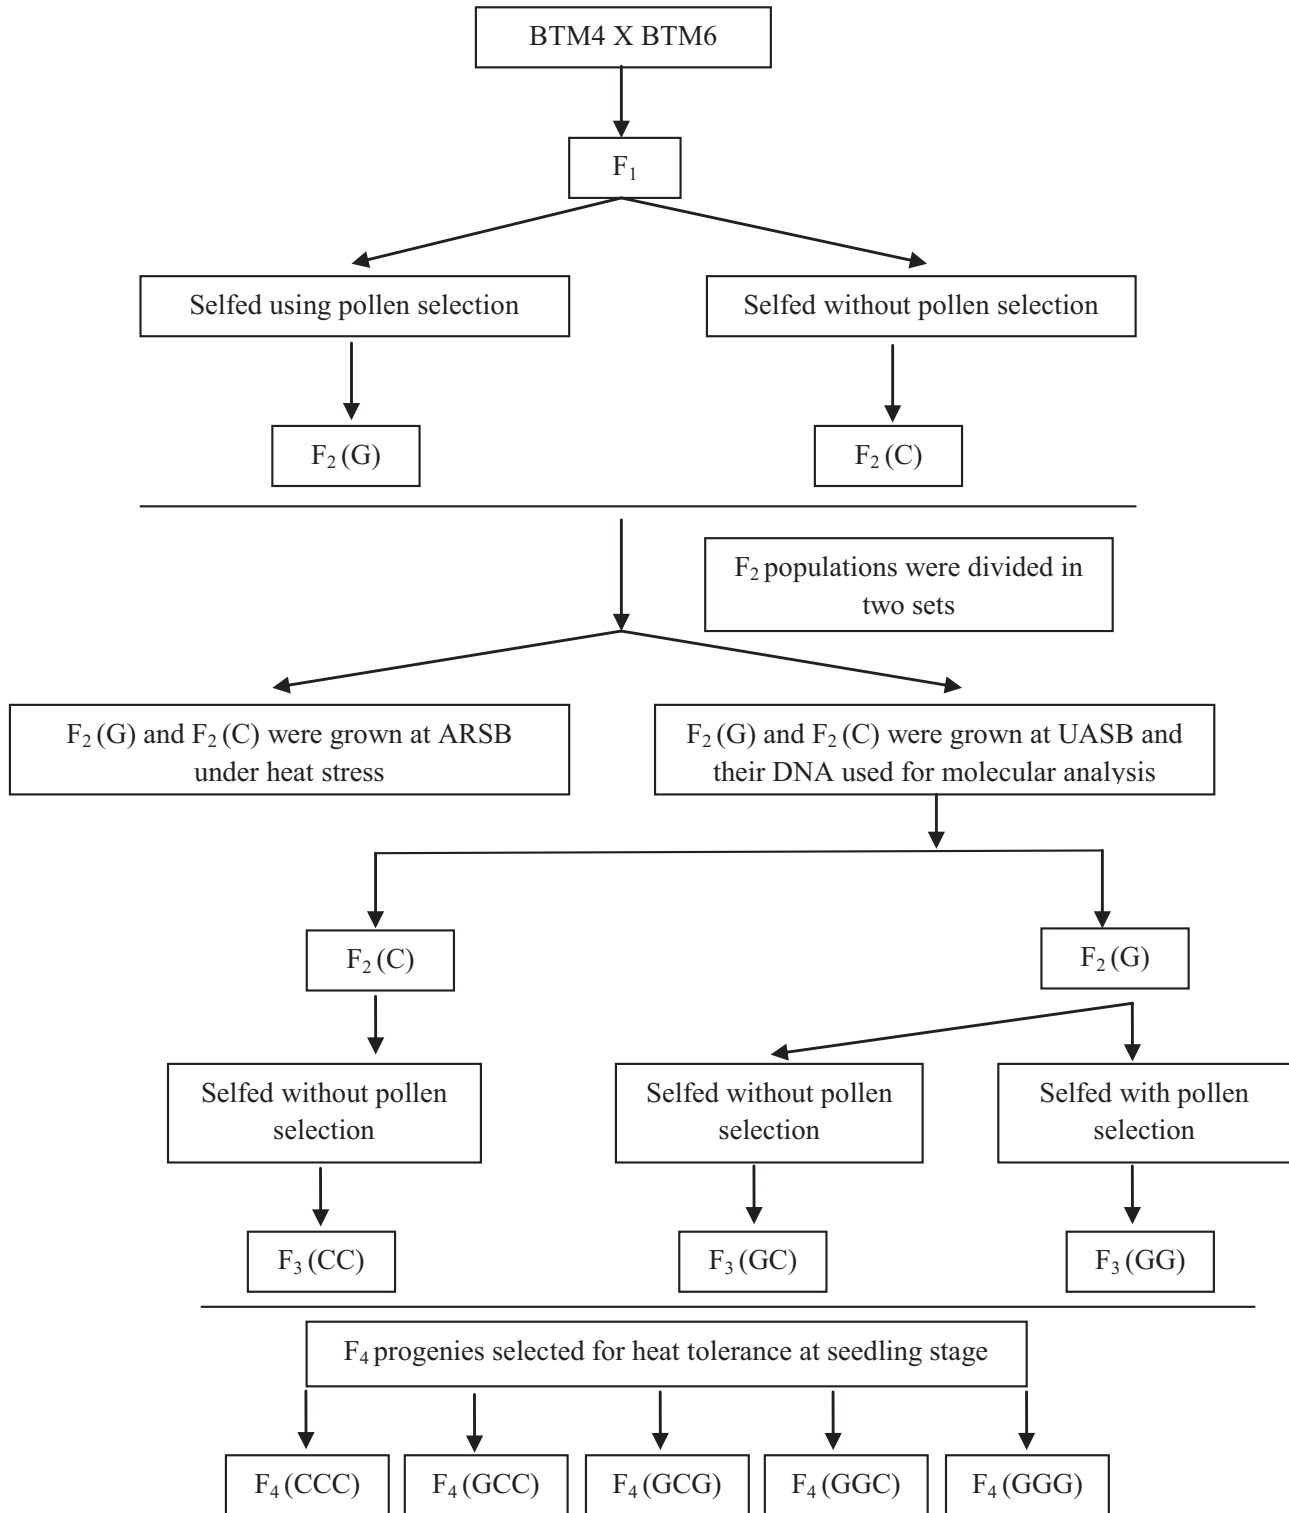 BTM4 X BTM6
F₁
Selfed using pollen selection
Selfed without pollen selection
F₂ (G)
F₂ (C)
F₂ populations were divided in
two sets
F₂ (G) and F₂ (C) were grown at ARSB
under heat stress
F₂ (G) and F₂ (C) were grown at UASB and
their DNA used for molecular analysis
F₂ (C)
F₂ (G)
Selfed without pollen
selection
Selfed without pollen
selection
Selfed with pollen
selection
F₃ (CC)
F₃ (GC)
F₃ (GG)
F₄ progenies selected for heat tolerance at seedling stage
F₄ (CCC)
F₄ (GCC)
F₄ (GCG)
F₄ (GGC)
F₄ (GGG)